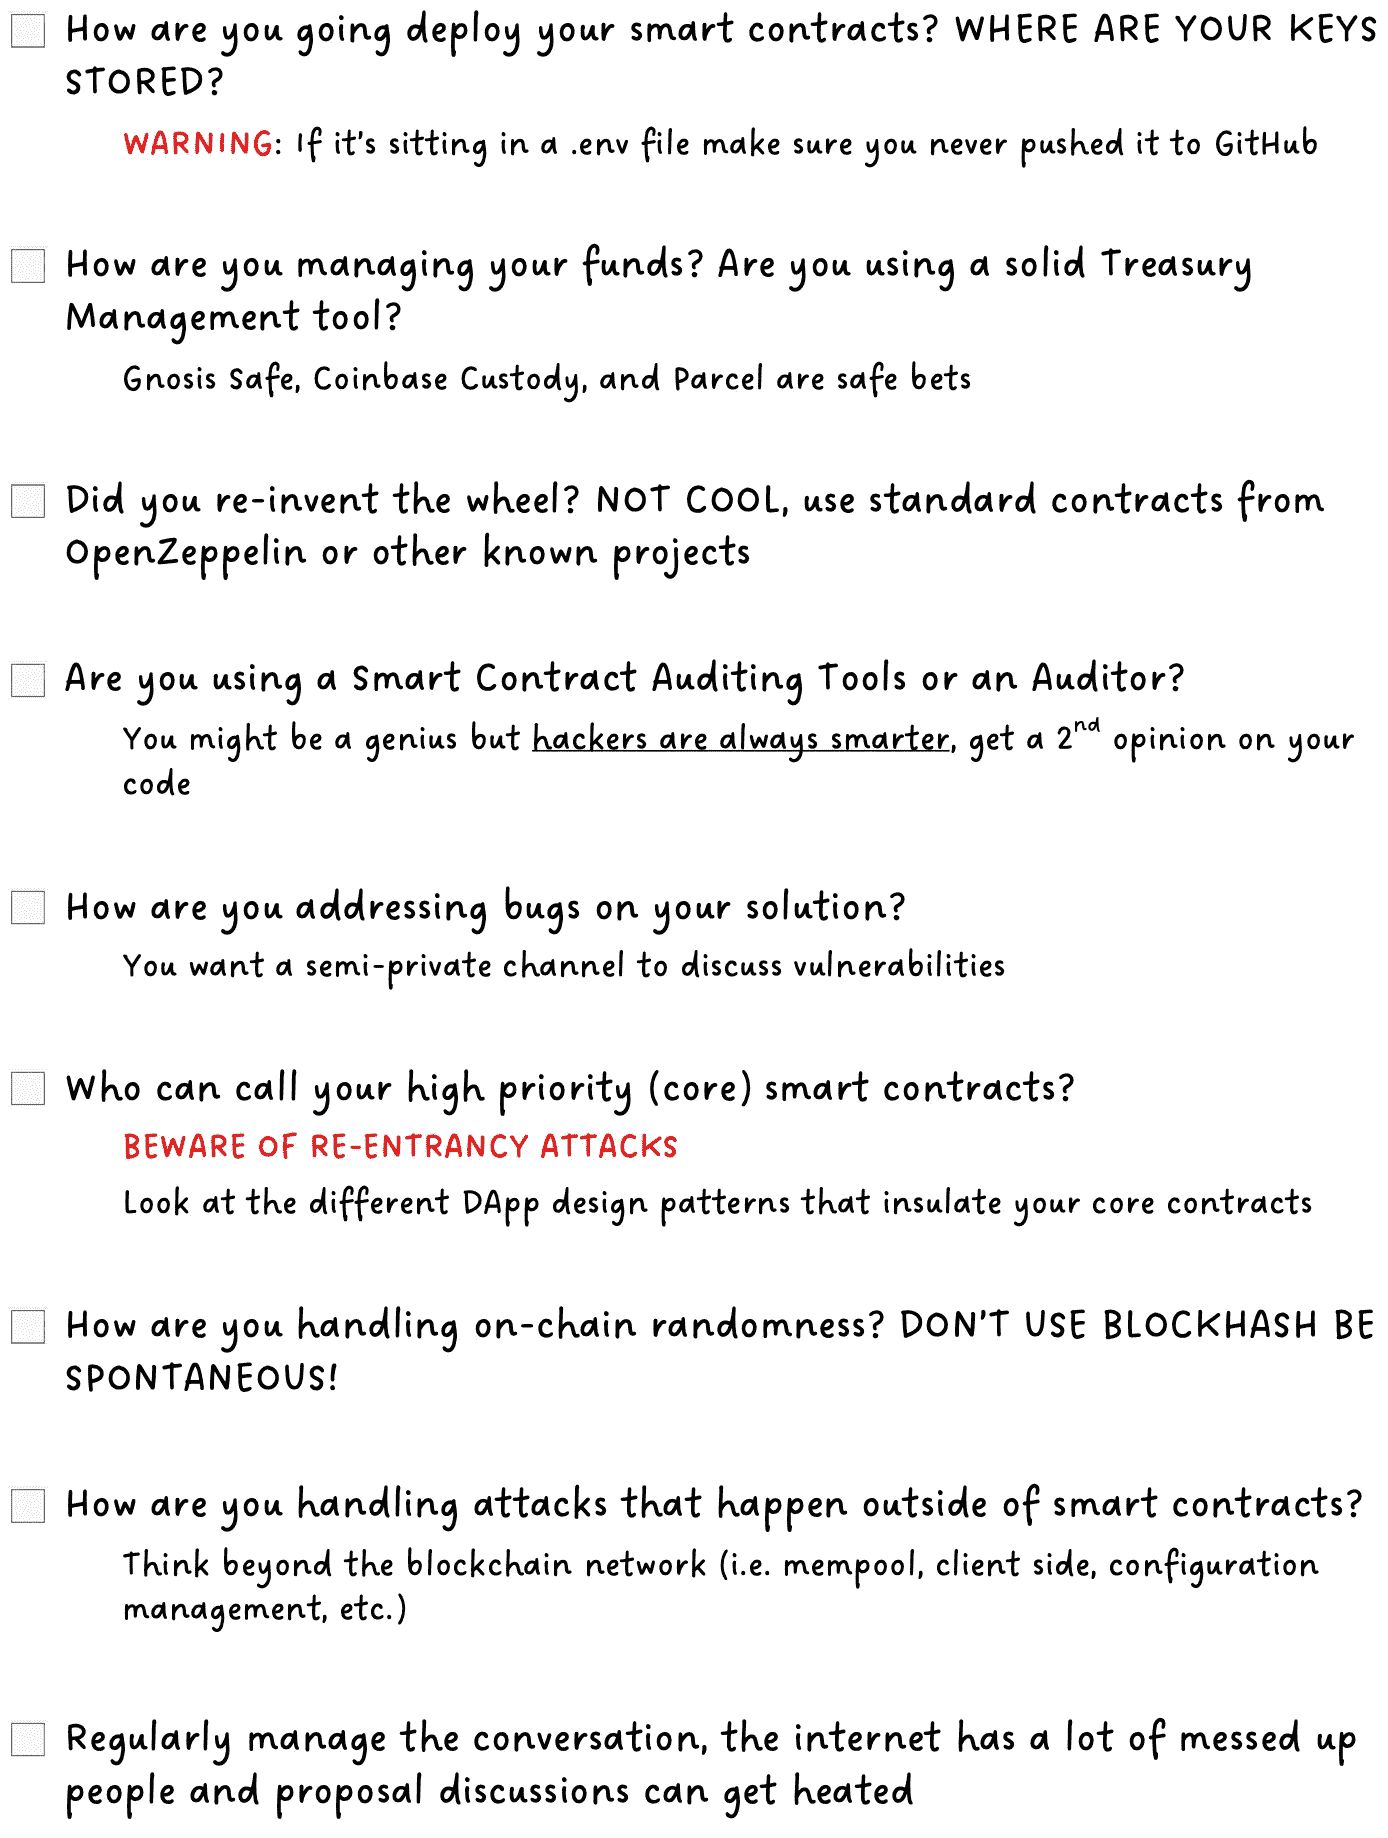 How are you going deploy your smart contracts? WHERE ARE YOUR KEYS
STORED?
WARNING: If it's sitting in a .env file make sure you never pushed it to GitHub
How are you managing your funds? Are you using a solid Treasury
Management tool?
Gnosis Safe, Coinbase Custody, and Parcel are safe bets
Did you re-invent the wheel? NOT COOL, use standard contracts from
OpenZeppelin or other known projects
Are you using a Smart Contract Auditing Tools or an Auditor?
You might be a genius but hackers are always smarter, get a 2nd opinion on your
code
How are you addressing bugs on your solution?
You want a semi-private channel to discuss vulnerabilities
Who can call your high priority (core) smart contracts?
BEWARE OF RE-ENTRANCY ATTACKS
Look at the different DApp design patterns that insulate your core contracts
How are you handling on-chain randomness? DON'T USE BLOCKHASH BE
SPONTANEOUS!
How are you handling attacks that happen outside of smart contracts?
Think beyond the blockchain network (i.e. mempool, client side, configuration
management, etc.)
Regularly manage the conversation, the internet has a lot of messed up
people and proposal discussions can get heated